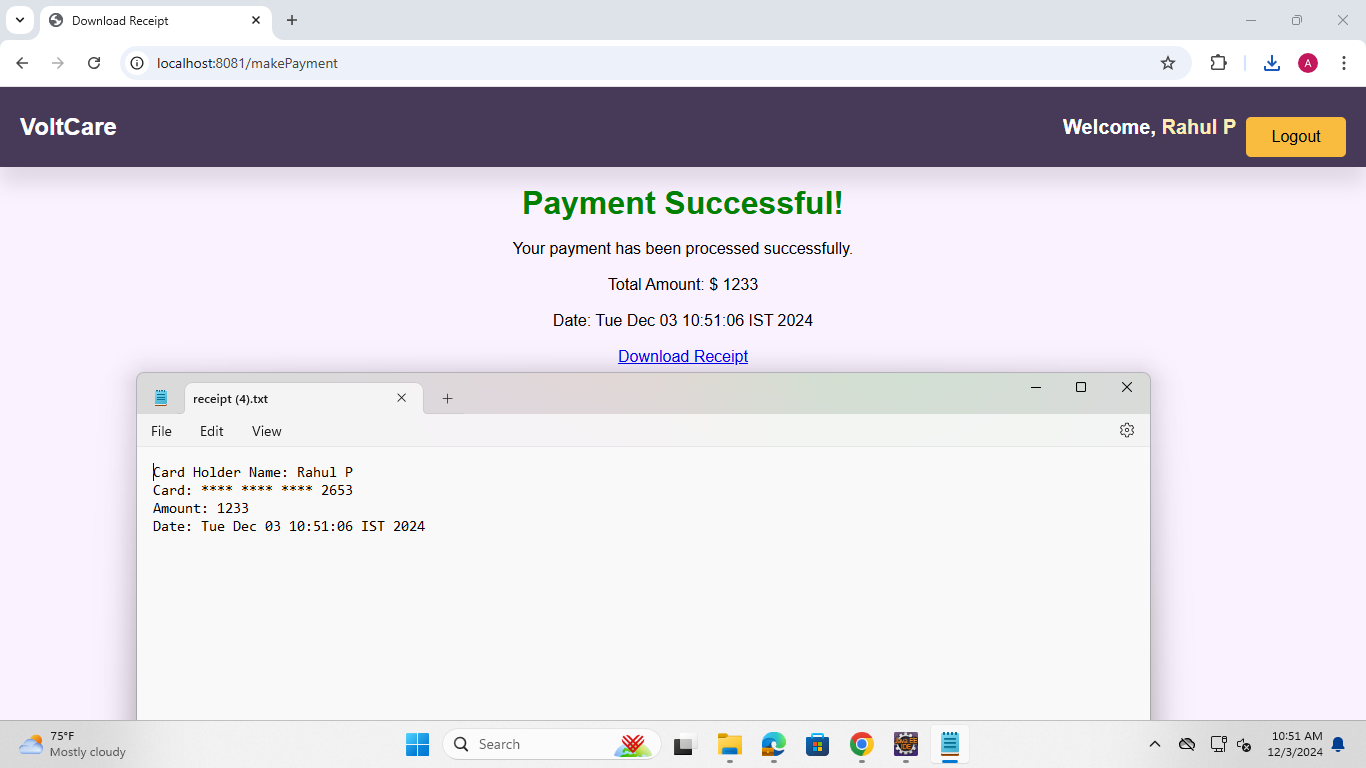 Download Receipt
localhost:8081/makePayment
A
VoltCare
Welcome, Rahul P
Logout
Payment Successful!
Your payment has been processed successfully.
Total Amount: $ 1233
Date: Tue Dec 03 10:51:06 IST 2024
Download Receipt
receipt (4).txt
File Edit View
Card Holder Name: Rahul P
Card: **** **** **** 2653
Amount: 1233
Date: Tue Dec 03 10:51:06 IST 2024
75°F
Mostly cloudy
Search
Java EE
IDE
10:51 AM
12/3/2024